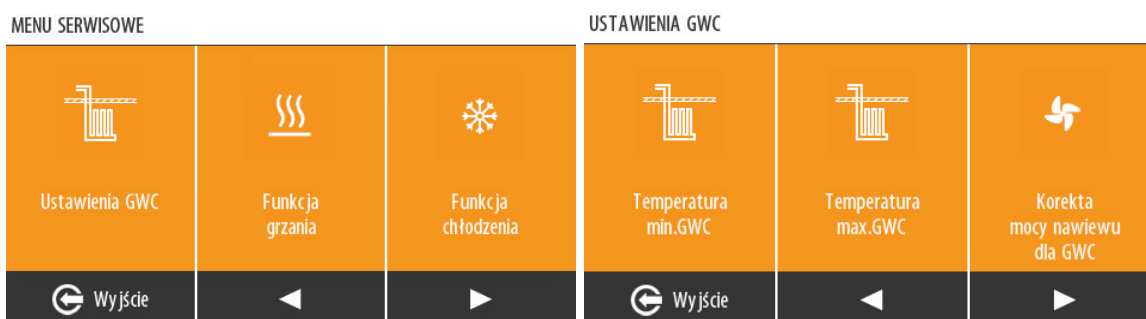 MENU SERWISOWE
Ustawienia GWC
Funkcja
grzania
Funkcja
chłodzenia
Wyjście
USTAWIENIA GWC
Temperatura
min.GWC
Temperatura
max.GWC
Korekta
mocy nawiewu
dla GWC
Wyjście